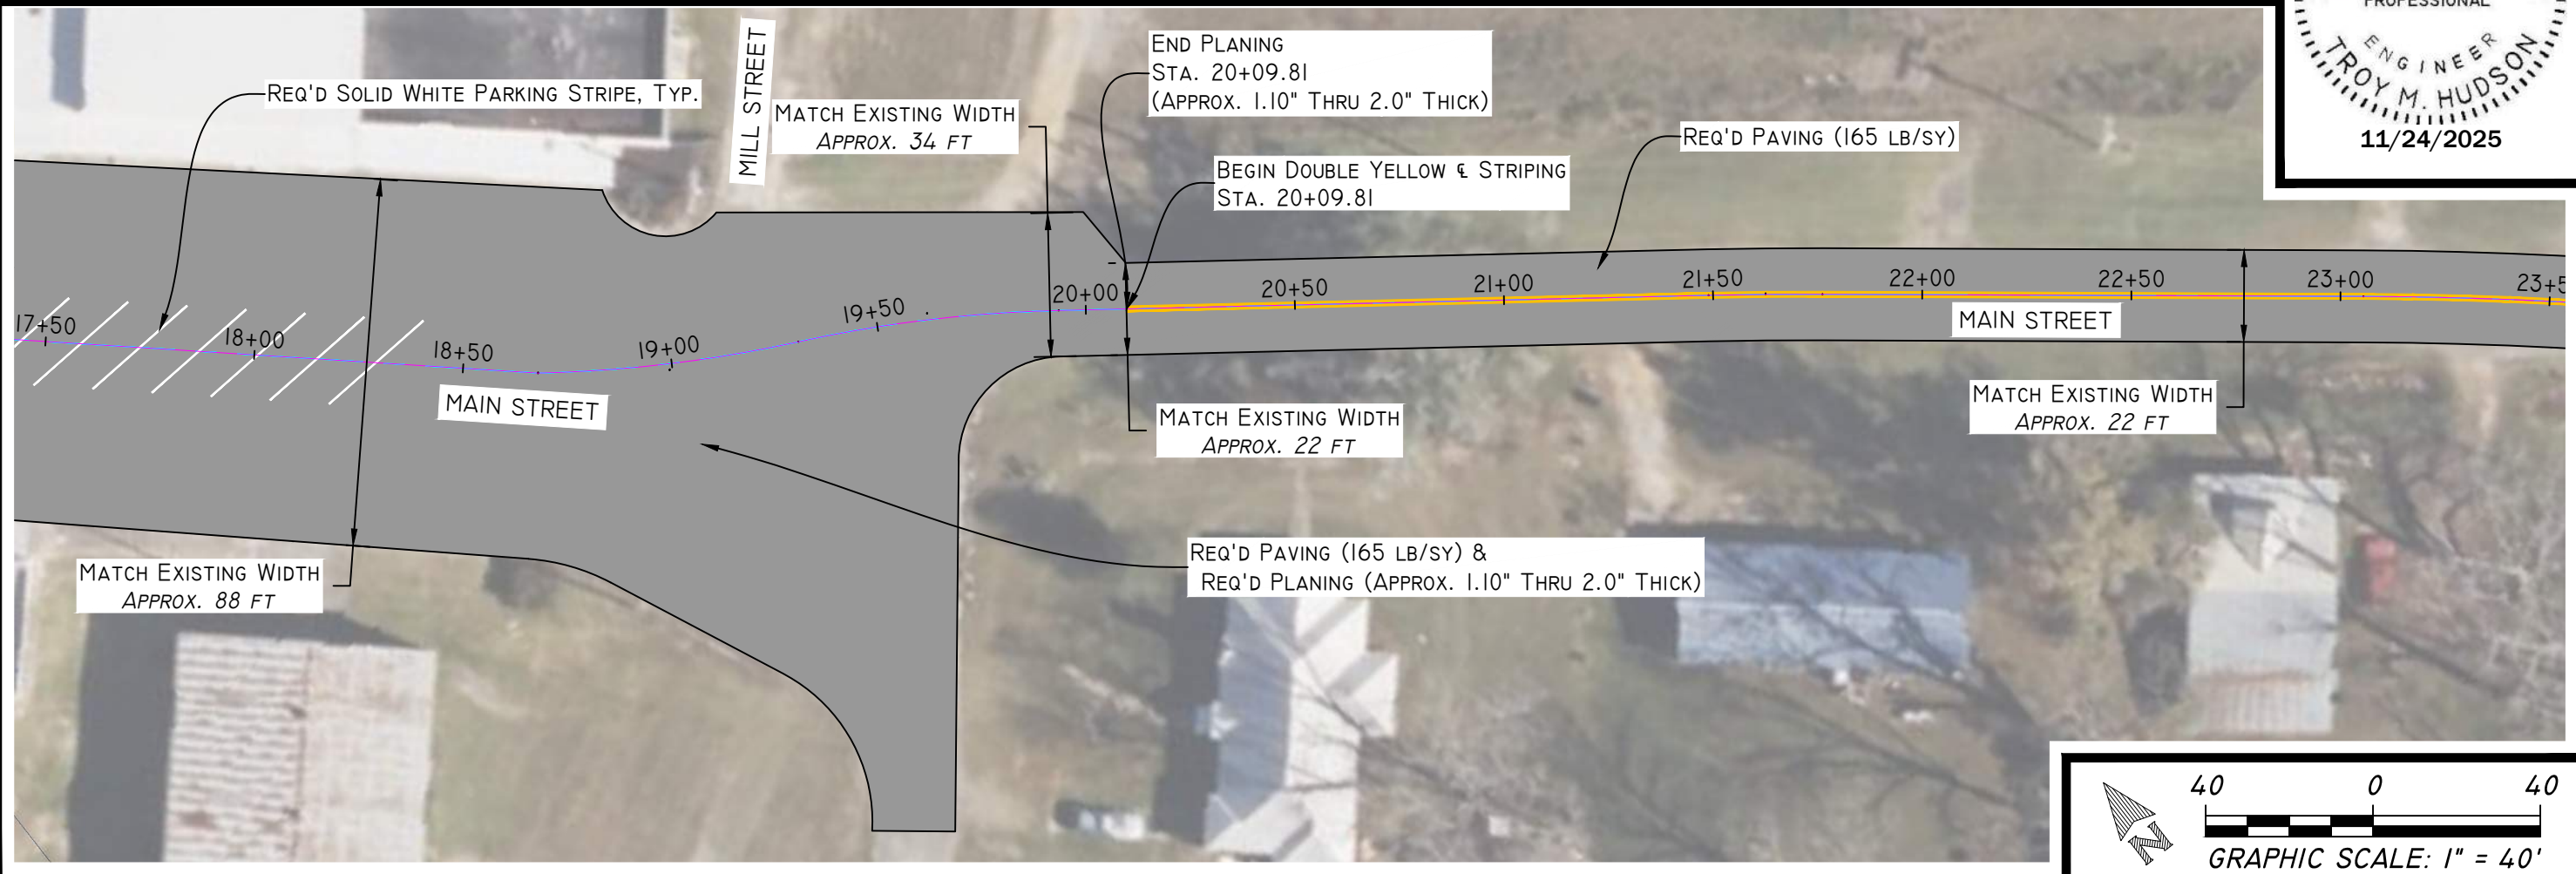 PROFESSIONAL
ENGINEER
TROY M. HUDSON
11/24/2025
REQ'D SOLID WHITE PARKING STRIPE, TYP.
MILL STREET
MATCH EXISTING WIDTH
APPROX. 34 FT
END PLANING
STA. 20+09.81
(APPROX. 1.10" THRU 2.0" THICK)
BEGIN DOUBLE YELLOW ℄ STRIPING
STA. 20+09.81
REQ'D PAVING (165 LB/SY)
17+50
18+00
18+50
19+00
19+50
20+00
20+50
21+00
21+50
22+00
22+50
23+00
23+5
MAIN STREET
MAIN STREET
MATCH EXISTING WIDTH
APPROX. 88 FT
MATCH EXISTING WIDTH
APPROX. 22 FT
MATCH EXISTING WIDTH
APPROX. 22 FT
REQ'D PAVING (165 LB/SY) &
REQ'D PLANING (APPROX. 1.10" THRU 2.0" THICK)
N
40 0 40
GRAPHIC SCALE: 1" = 40'